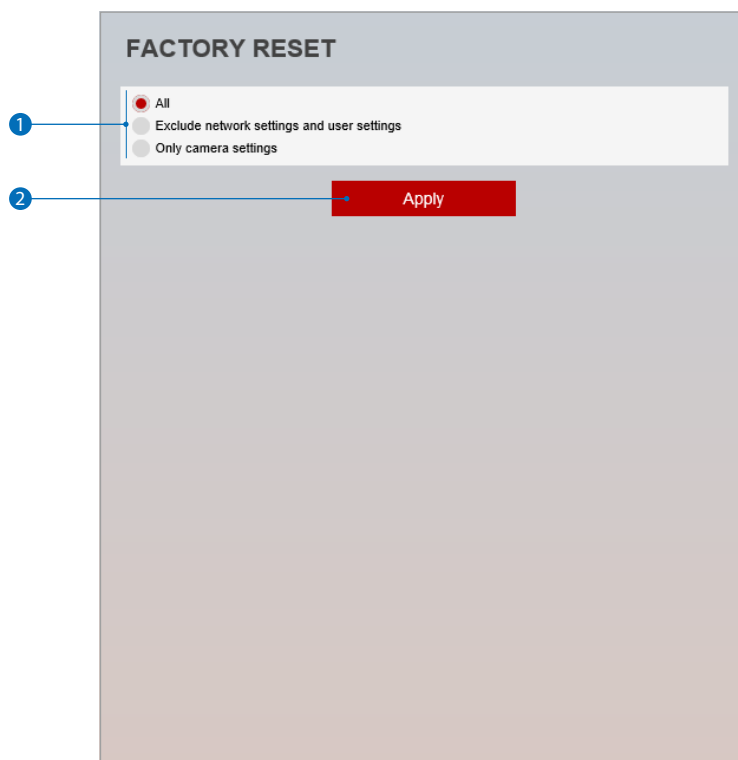 FACTORY RESET
All
1
Exclude network settings and user settings
Only camera settings
2
Apply